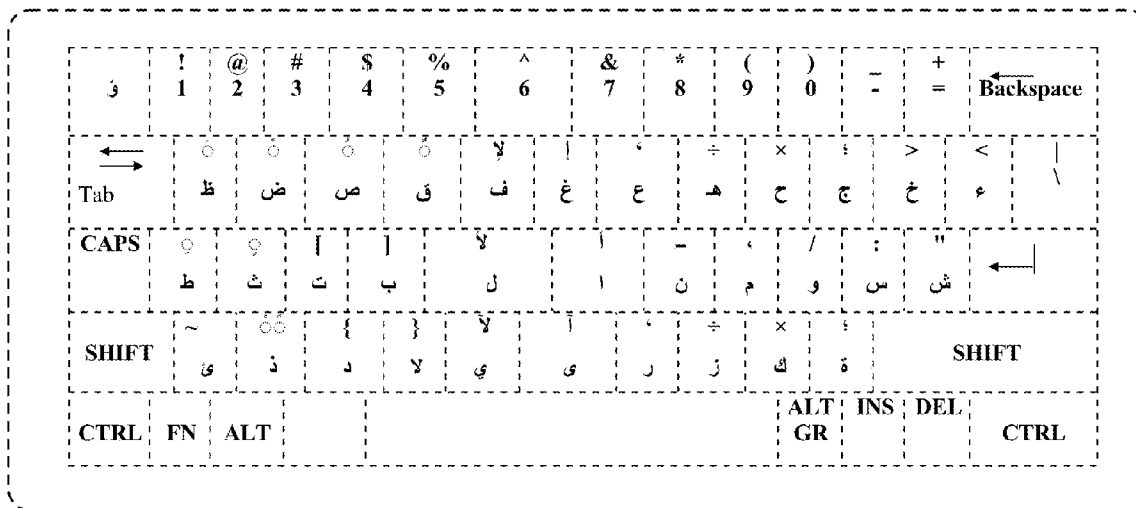 ! @ # $ % ^ & * ( ) _ +
ؤ 1 2 3 4 5 6 7 8 9 0 - = Backspace
لإ إ ‘ ÷ × ؛ > < |
Tab ظ ض ص ق ف غ ع هـ ح ج خ ء \
CAPS [ ] لأ أ – ، / : "
ط ث ت ب ل ا ن م و س ش
~ { } لآ آ ‘ ÷ × ؛
SHIFT ئ ذ د لا ي ى ر ز ك ة SHIFT
ALT INS DEL
CTRL FN ALT GR CTRL